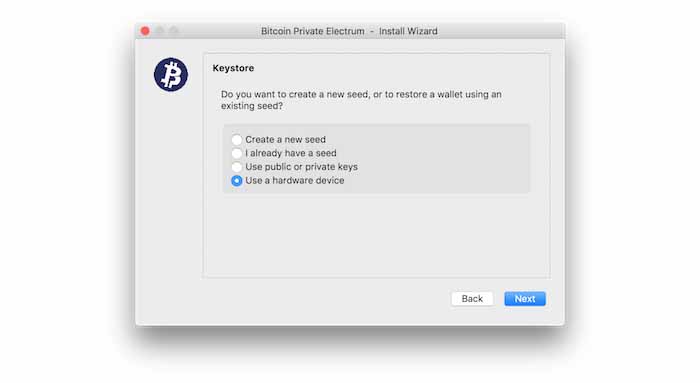 Bitcoin Private Electrum - Install Wizard
Keystore
Do you want to create a new seed, or to restore a wallet using an
existing seed?
Create a new seed
I already have a seed
Use public or private keys
Use a hardware device
Back
Next